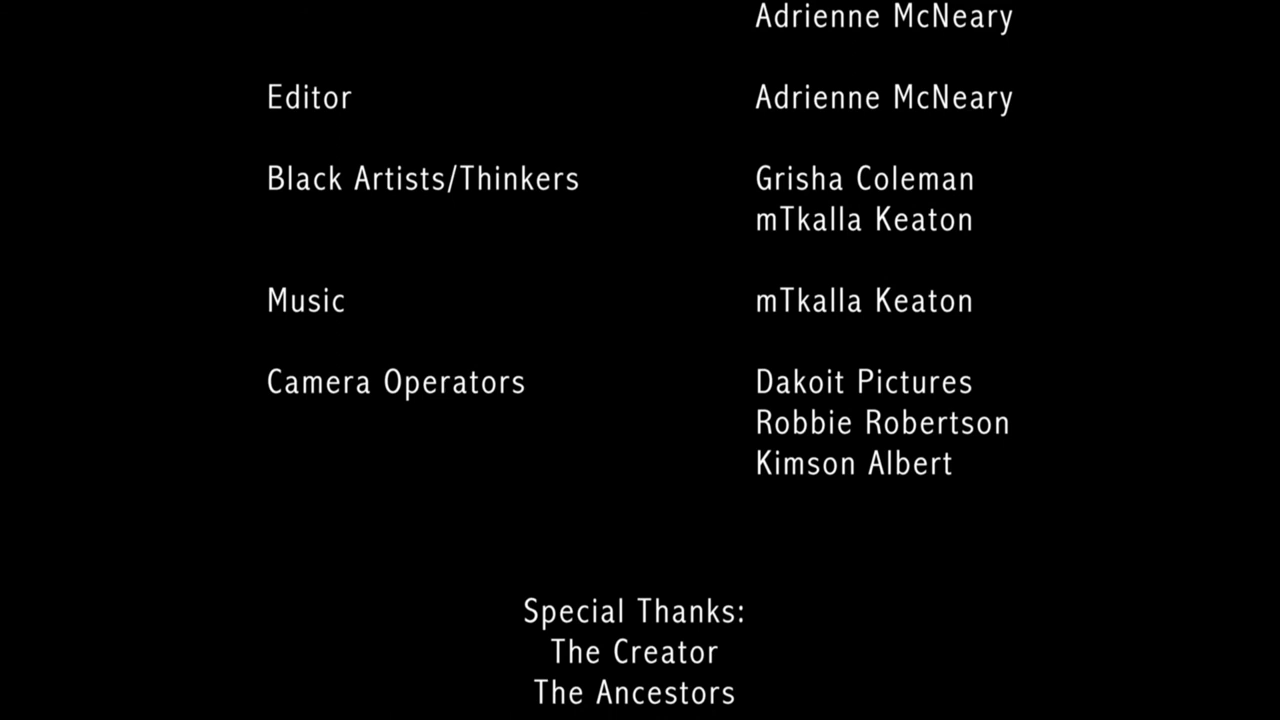 Adrienne McNeary
Editor Adrienne McNeary
Black Artists/Thinkers Grisha Coleman
mTkalla Keaton
Music mTkalla Keaton
Camera Operators Dakoit Pictures
Robbie Robertson
Kimson Albert
Special Thanks:
The Creator
The Ancestors